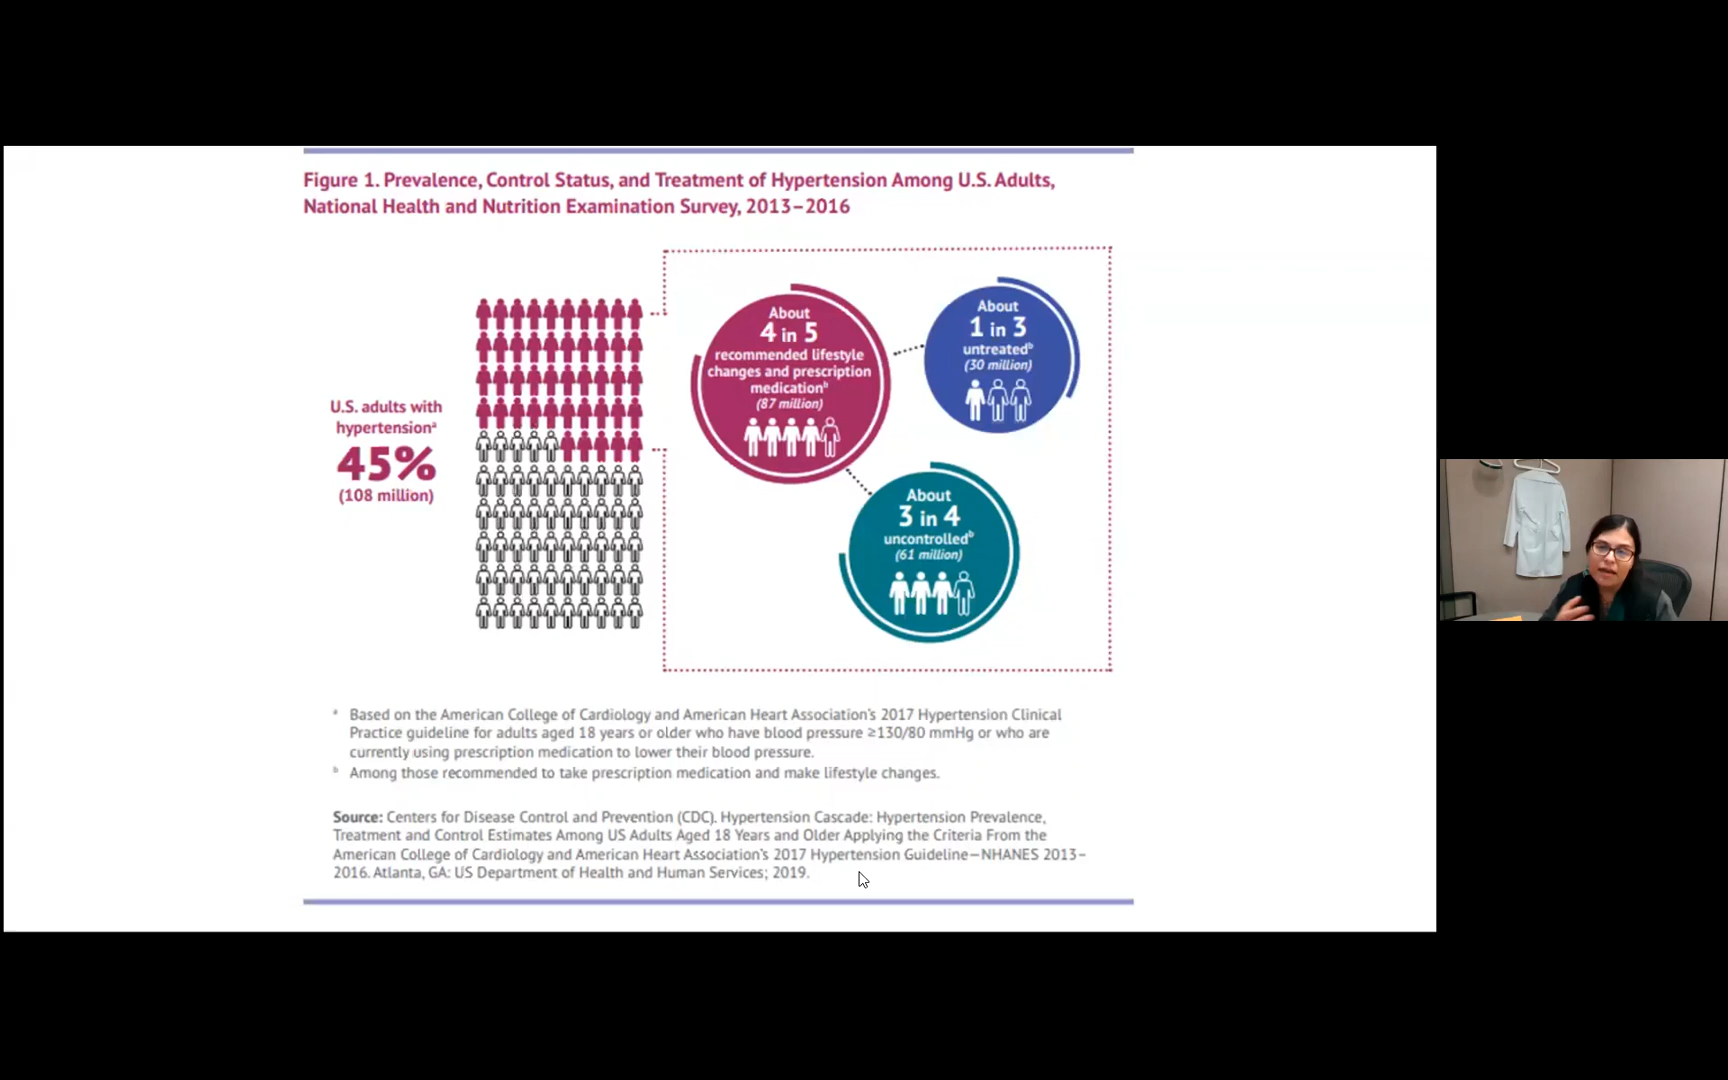 Figure 1. Prevalence, Control Status, and Treatment of Hypertension Among U.S. Adults,
National Health and Nutrition Examination Survey, 2013–2016
U.S. adults with
hypertensionᵃ
45%
(108 million)
About
4 in 5
recommended lifestyle
changes and prescription
medicationᵇ
(87 million)
About
1 in 3
untreatedᵇ
(30 million)
About
3 in 4
uncontrolledᵇ
(61 million)
ᵃ Based on the American College of Cardiology and American Heart Association's 2017 Hypertension Clinical
Practice guideline for adults aged 18 years or older who have blood pressure ≥130/80 mmHg or who are
currently using prescription medication to lower their blood pressure.
ᵇ Among those recommended to take prescription medication and make lifestyle changes.
Source: Centers for Disease Control and Prevention (CDC). Hypertension Cascade: Hypertension Prevalence,
Treatment and Control Estimates Among US Adults Aged 18 Years and Older Applying the Criteria From the
American College of Cardiology and American Heart Association's 2017 Hypertension Guideline—NHANES 2013–
2016. Atlanta, GA: US Department of Health and Human Services; 2019.